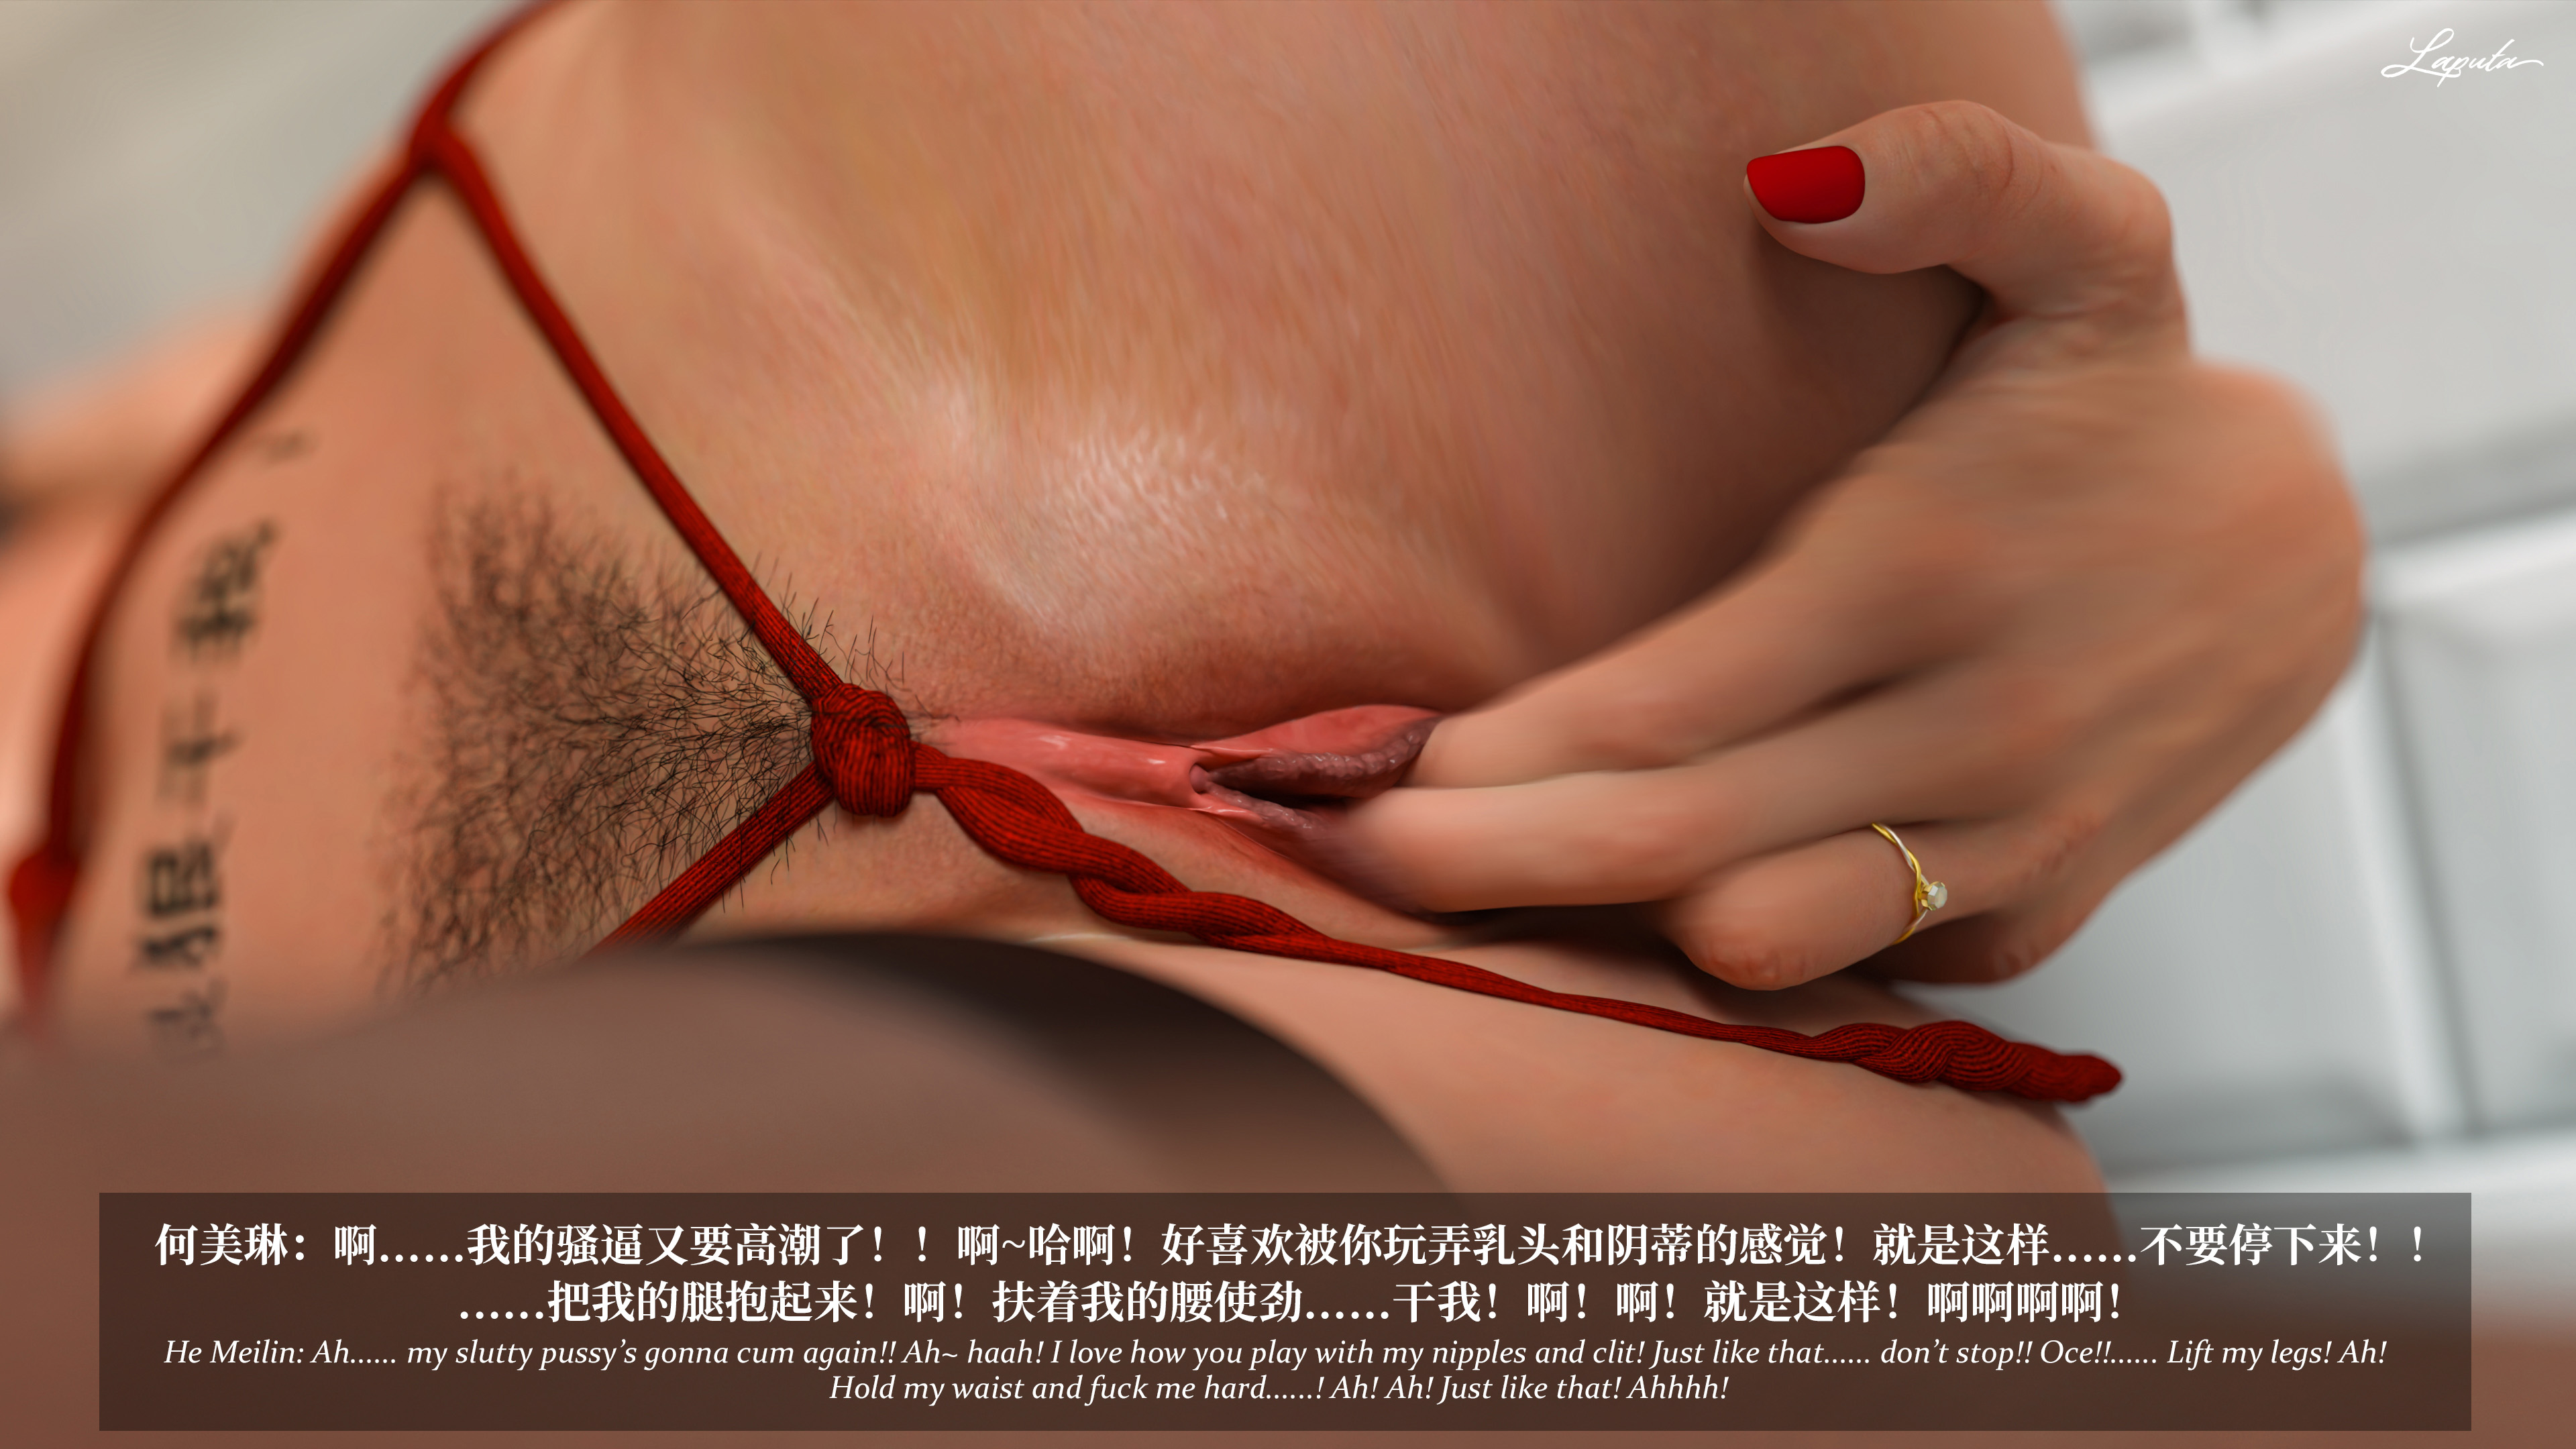 Laputa
何美琳：啊……我的骚逼又要高潮了！！啊~哈啊！好喜欢被你玩弄乳头和阴蒂的感觉！就是这样……不要停下来！！
……把我的腿抱起来！啊！扶着我的腰使劲……干我！啊！啊！就是这样！啊啊啊啊！
He Meilin: Ah...... my slutty pussy’s gonna cum again!! Ah~ haah! I love how you play with my nipples and clit! Just like that...... don’t stop!! Oce!!...... Lift my legs! Ah!
Hold my waist and fuck me hard......! Ah! Ah! Just like that! Ahhhh!